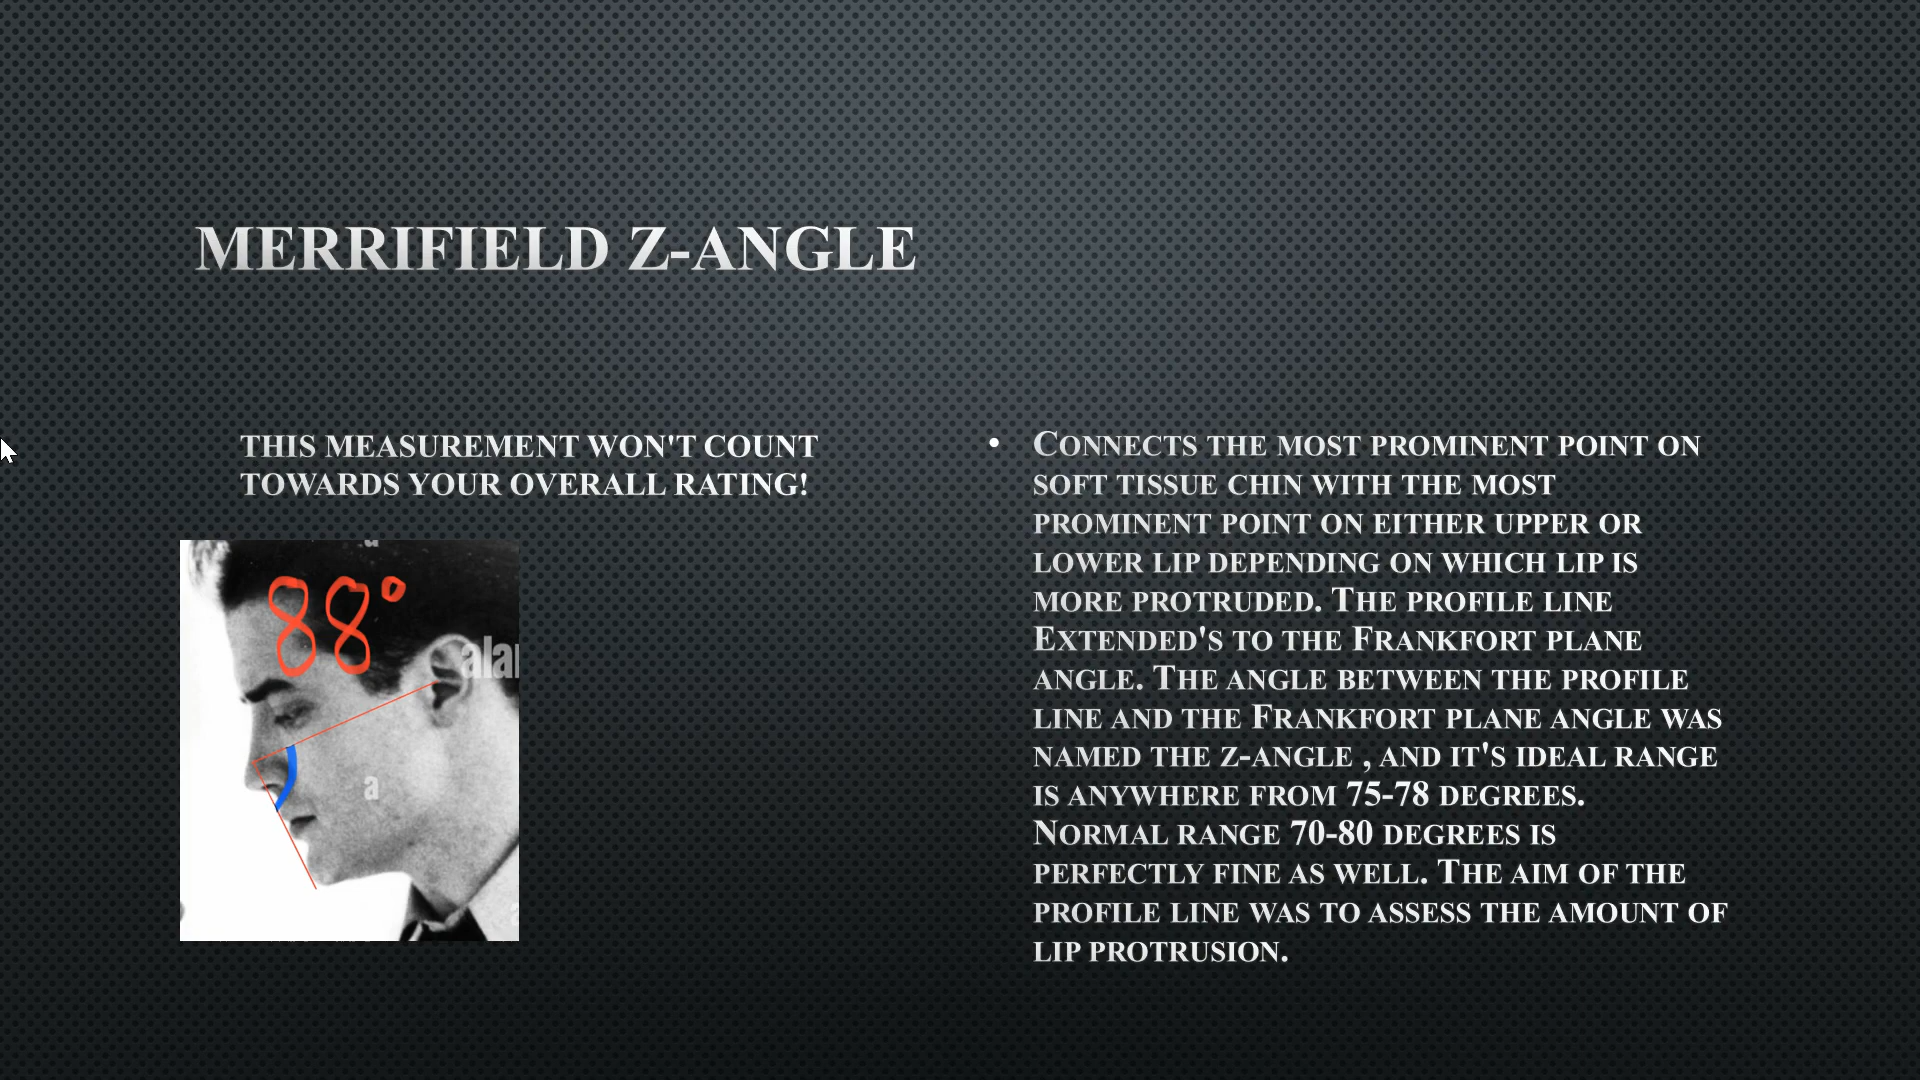 MERRIFIELD Z-ANGLE
THIS MEASUREMENT WON'T COUNT
TOWARDS YOUR OVERALL RATING!
88°
alar
a
a
• CONNECTS THE MOST PROMINENT POINT ON
SOFT TISSUE CHIN WITH THE MOST
PROMINENT POINT ON EITHER UPPER OR
LOWER LIP DEPENDING ON WHICH LIP IS
MORE PROTRUDED. THE PROFILE LINE
EXTENDED'S TO THE FRANKFORT PLANE
ANGLE. THE ANGLE BETWEEN THE PROFILE
LINE AND THE FRANKFORT PLANE ANGLE WAS
NAMED THE Z-ANGLE , AND IT'S IDEAL RANGE
IS ANYWHERE FROM 75-78 DEGREES.
NORMAL RANGE 70-80 DEGREES IS
PERFECTLY FINE AS WELL. THE AIM OF THE
PROFILE LINE WAS TO ASSESS THE AMOUNT OF
LIP PROTRUSION.